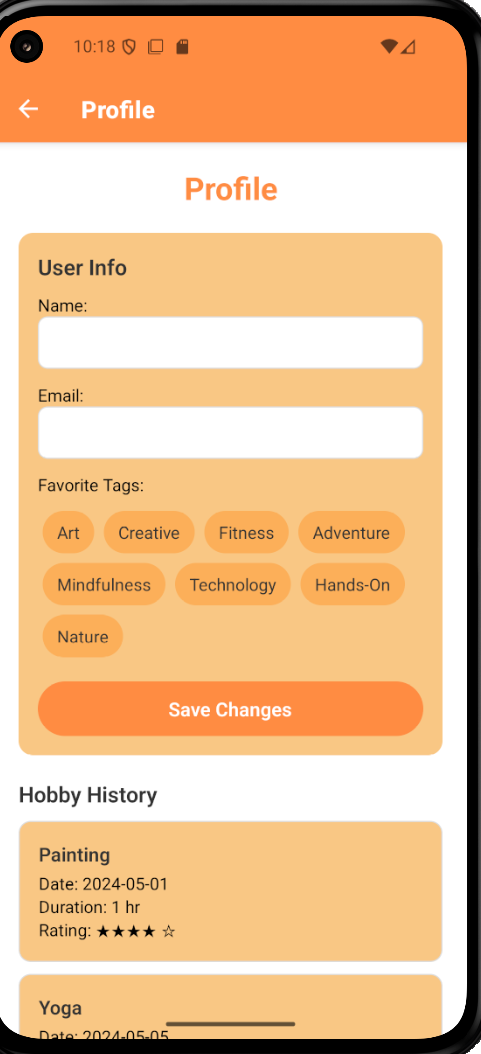 10:18
Profile
Profile
User Info
Name:
Email:
Favorite Tags:
Art Creative Fitness Adventure
Mindfulness Technology Hands-On
Nature
Save Changes
Hobby History
Painting
Date: 2024-05-01
Duration: 1 hr
Rating: ★★★★☆
Yoga
Date: 2024-05-05